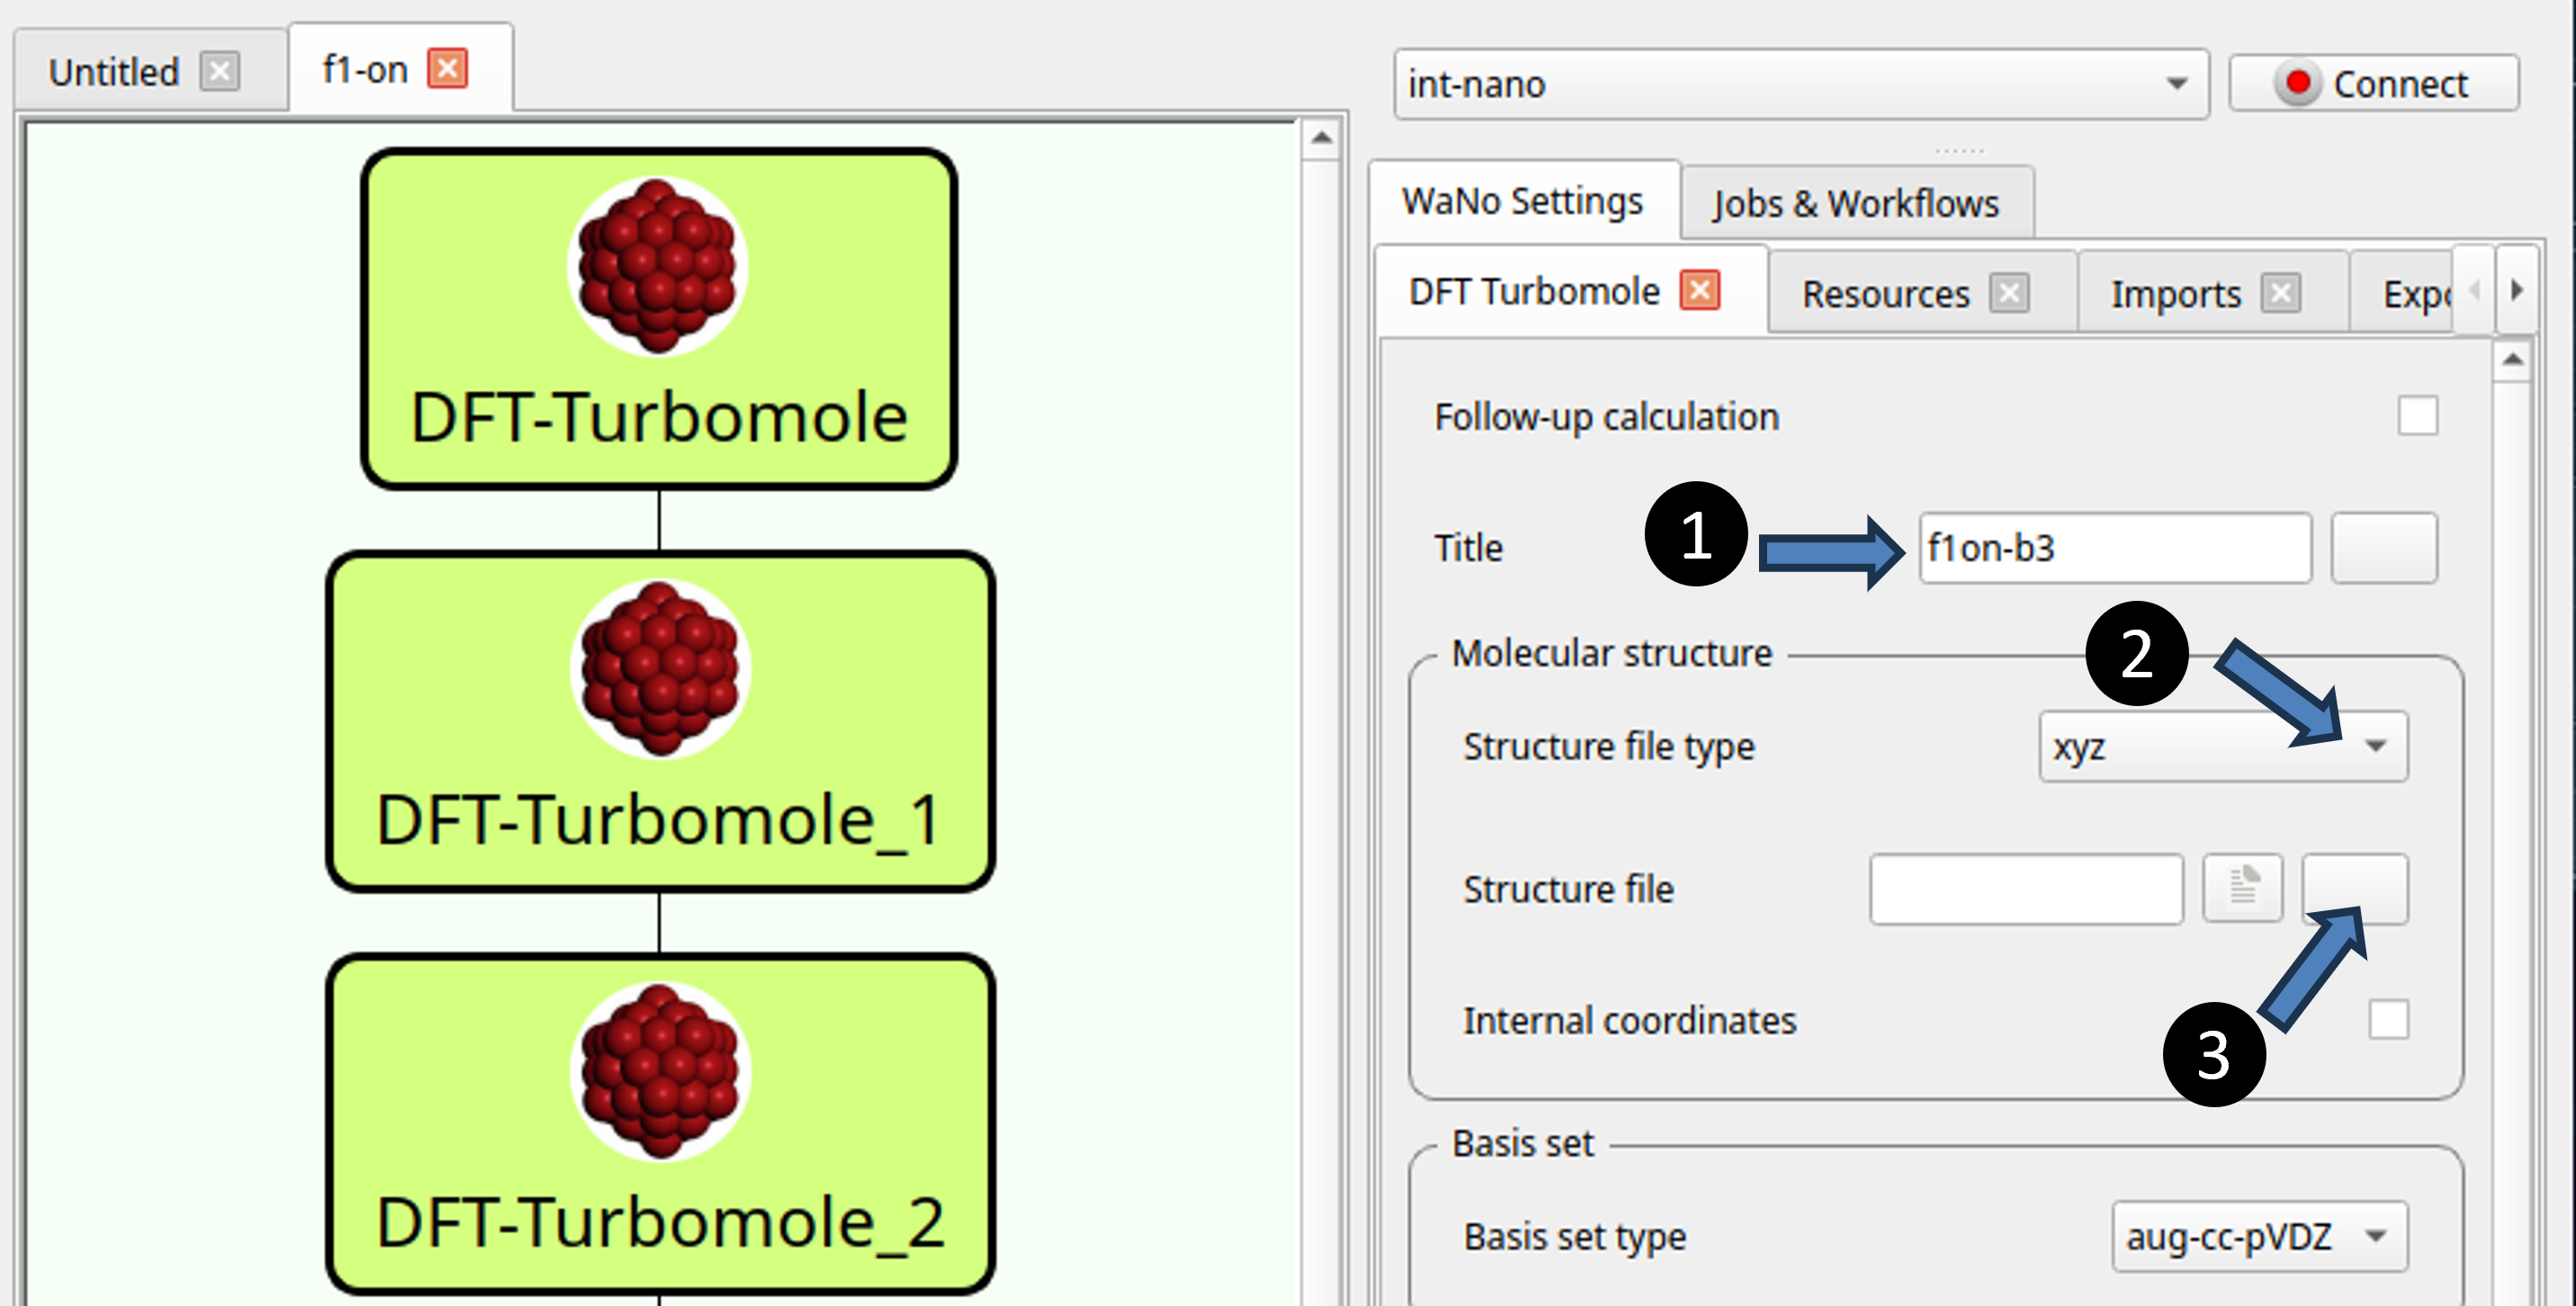 Untitled
f1-on
DFT-Turbomole
DFT-Turbomole_1
DFT-Turbomole_2
int-nano
Connect
WaNo Settings
Jobs & Workflows
DFT Turbomole
Resources
Imports
Expo
Follow-up calculation
Title
1
f1on-b3
Molecular structure
2
Structure file type
xyz
Structure file
Internal coordinates
3
Basis set
Basis set type
aug-cc-pVDZ